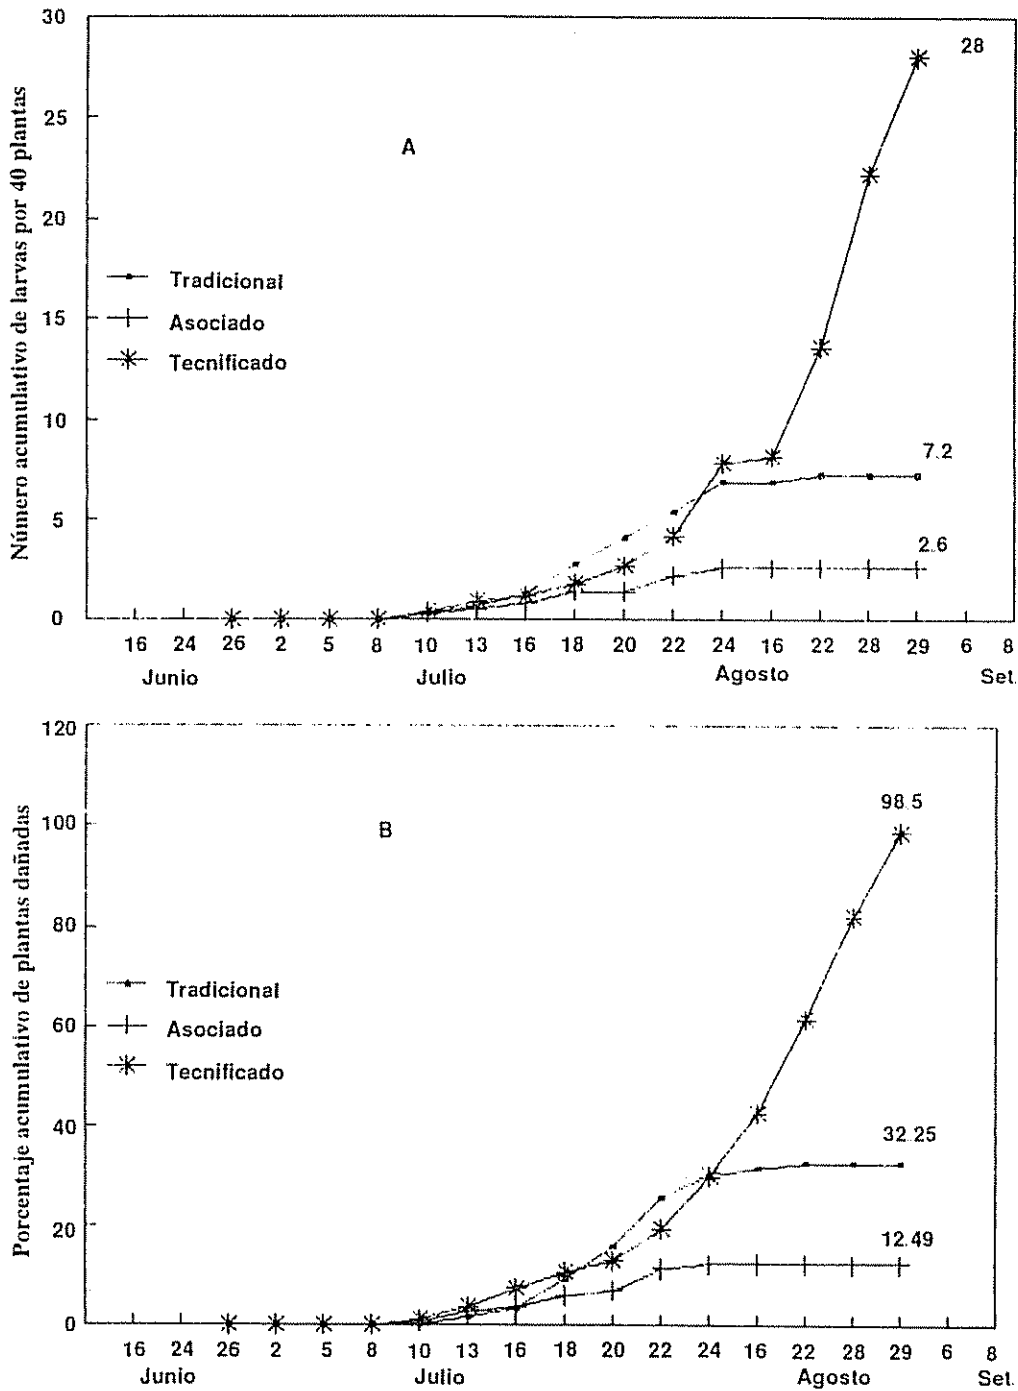 30
28
25
Número acumulativo de larvas por 40 plantas
A
20
Tradicional
15
Asociado
Tecnificado
10
7.2
5
2.6
0
16 24 26 2 5 8 10 13 16 18 20 22 24 16 22 28 29 6 8
Junio Julio Agosto Set.
120
98.5
100
B
Porcentaje acumulativo de plantas dañadas
80
Tradicional
60
Asociado
Tecnificado
40
32.25
20
12.49
0
16 24 26 2 5 8 10 13 16 18 20 22 24 16 22 28 29 6 8
Junio Julio Agosto Set.